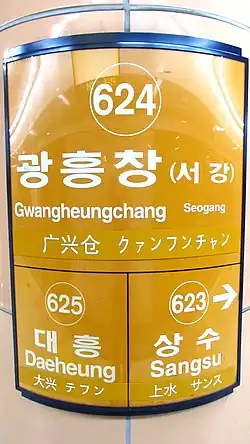 624
광흥창 (서강)
Gwangheungchang Seogang
广兴仓 クァンフンチャン
625
대흥
Daeheung
大兴 テフン
623 →
상수
Sangsu
上水 サンス